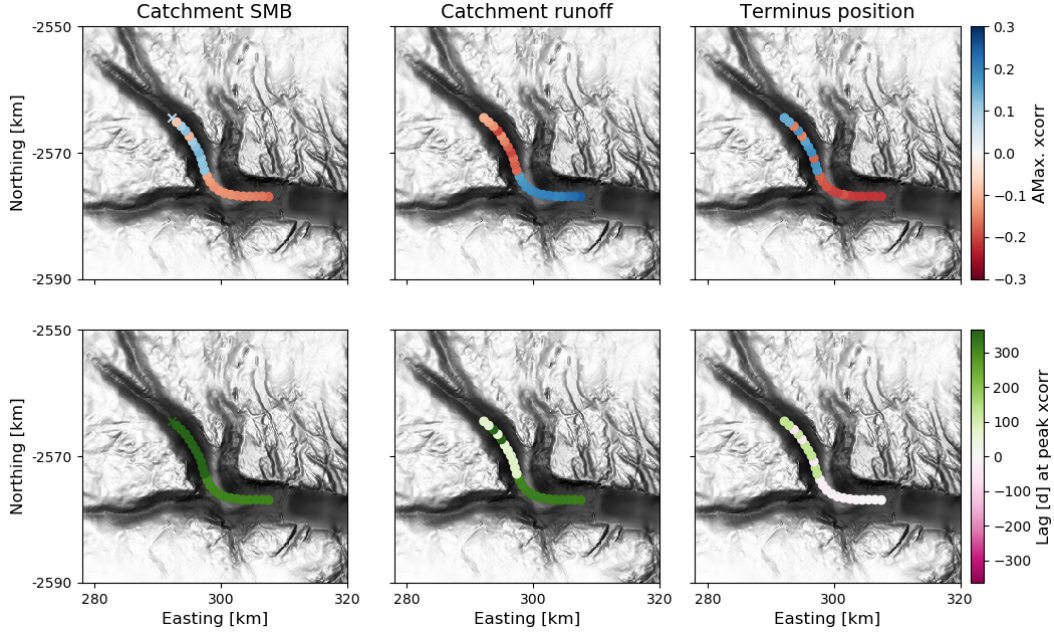 Catchment SMB Catchment runoff Terminus position
-2550 0.3
0.2
Northing [km] -2570 0.1 AMax. xcorr
0.0
−0.1
−0.2
-2590 −0.3
-2550
300
200
Northing [km] -2570 100 Lag [d] at peak xcorr
0
−100
−200
−300
-2590
280 300 320 280 300 320 280 300 320
Easting [km] Easting [km] Easting [km]